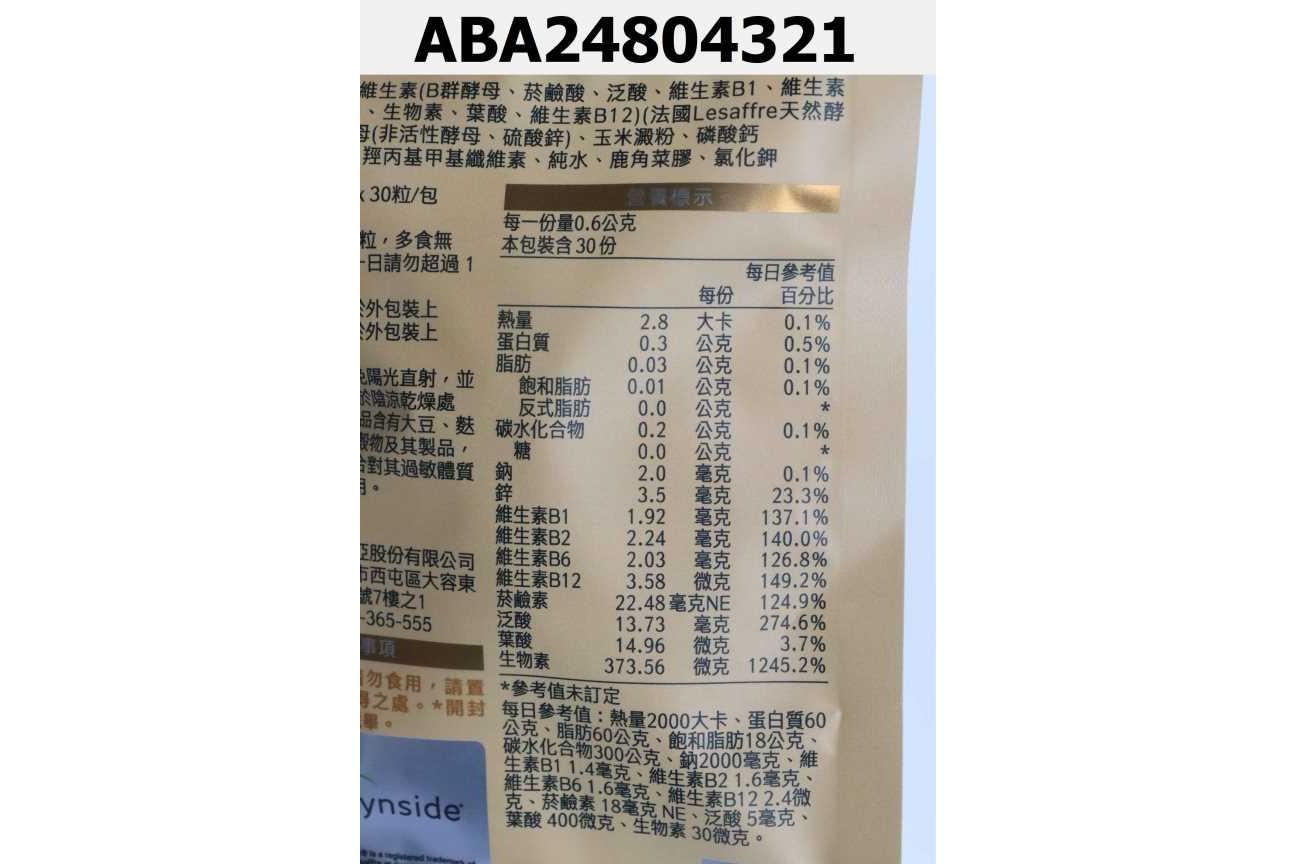 ABA24804321
維生素(B群酵母、菸鹼酸、泛酸、維生素B1、維生素
、生物素、葉酸、維生素B12)(法國Lesaffre天然酵
母(非活性酵母、硫酸鋅)、玉米澱粉、磷酸鈣
羥丙基甲基纖維素、純水、鹿角菜膠、氯化鉀
x 30粒/包
粒，多食無
一日請勿超過 1
於外包裝上
於外包裝上
免陽光直射，並
於陰涼乾燥處
品含有大豆、麩
穀物及其製品，
合對其過敏體質
用。
亞股份有限公司
市西屯區大容東
號7樓之1
-365-555
事項
勿食用，請置
得之處。*開封
畢。
ynside
is a registered trademark of
營養標示
每一份量0.6公克
本包裝含30份
每日參考值
每份 百分比
熱量 2.8 大卡 0.1%
蛋白質 0.3 公克 0.5%
脂肪 0.03 公克 0.1%
飽和脂肪 0.01 公克 0.1%
反式脂肪 0.0 公克 *
碳水化合物 0.2 公克 0.1%
糖 0.0 公克 *
鈉 2.0 毫克 0.1%
鋅 3.5 毫克 23.3%
維生素B1 1.92 毫克 137.1%
維生素B2 2.24 毫克 140.0%
維生素B6 2.03 毫克 126.8%
維生素B12 3.58 微克 149.2%
菸鹼素 22.48 毫克NE 124.9%
泛酸 13.73 毫克 274.6%
葉酸 14.96 微克 3.7%
生物素 373.56 微克 1245.2%
*參考值未訂定
每日參考值：熱量2000大卡、蛋白質60
公克、脂肪60公克、飽和脂肪18公克、
碳水化合物300公克、鈉2000毫克、維
生素B1 1.4毫克、維生素B2 1.6毫克、
維生素B6 1.6毫克、維生素B12 2.4微
克、菸鹼素 18毫克 NE、泛酸 5毫克、
葉酸 400微克、生物素 30微克。